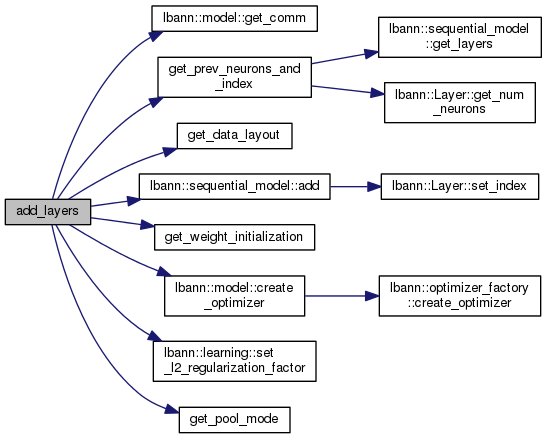 add_layers
lbann::model::get_comm
get_prev_neurons_and
_index
lbann::sequential_model
::get_layers
lbann::Layer::get_num
_neurons
get_data_layout
lbann::sequential_model::add
lbann::Layer::set_index
get_weight_initialization
lbann::model::create
_optimizer
lbann::optimizer_factory
::create_optimizer
lbann::learning::set
_l2_regularization_factor
get_pool_mode